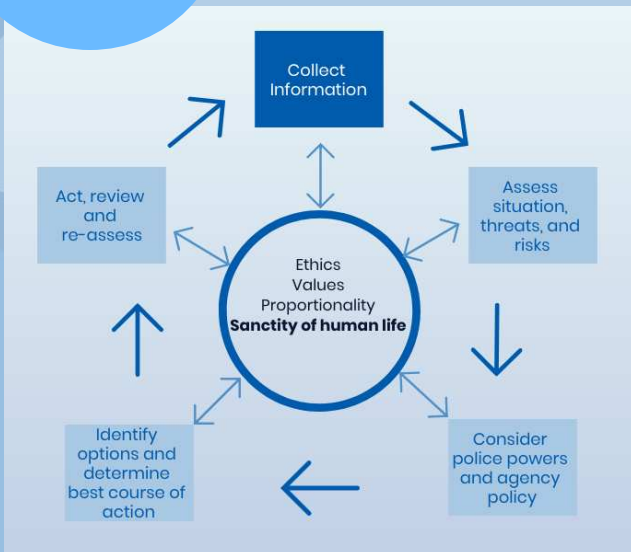 Collect
Information
Assess
situation,
threats, and
risks
Consider
police powers
and agency
policy
Identify
options and
determine
best course of
action
Act, review
and
re-assess
Ethics
Values
Proportionality
Sanctity of human life